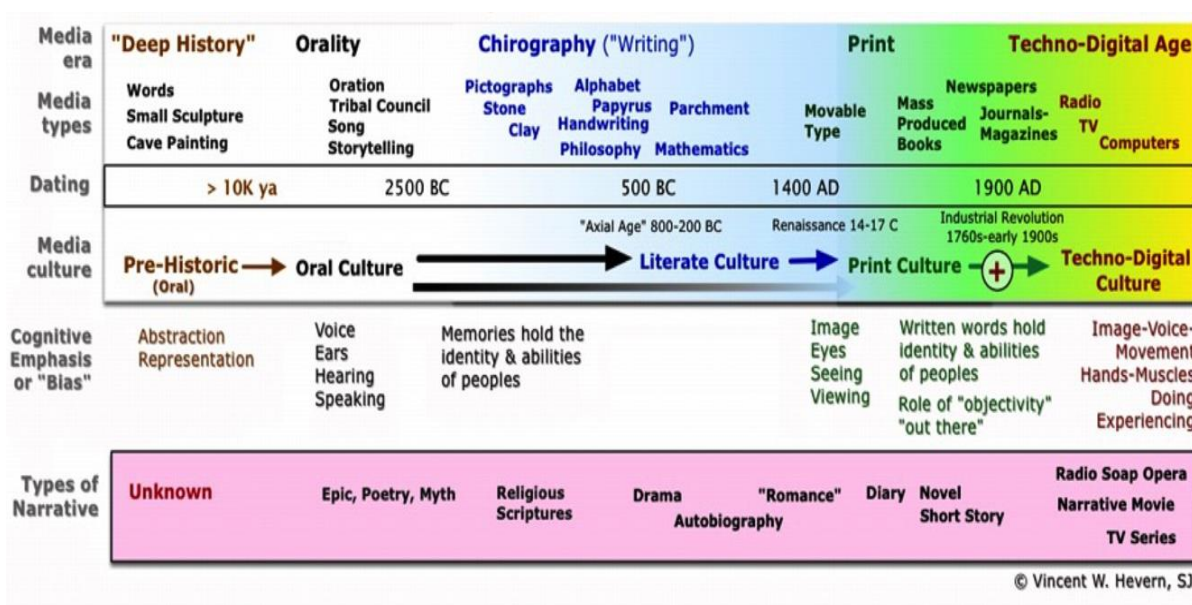 Media era
"Deep History"
Orality
Chirography ("Writing")
Print
Techno-Digital Age
Media types
Words
Small Sculpture
Cave Painting
Oration
Tribal Council
Song
Storytelling
Pictographs
Stone
Clay
Alphabet
Papyrus
Handwriting
Parchment
Philosophy
Mathematics
Movable
Type
Mass
Produced
Books
Newspapers
Journals-
Magazines
Radio
TV
Computers
Dating
> 10K ya
2500 BC
500 BC
1400 AD
1900 AD
Media culture
Pre-Historic
(Oral)
Oral Culture
"Axial Age" 800-200 BC
Literate Culture
Renaissance 14-17 C
Print Culture
Industrial Revolution
1760s-early 1900s
+
Techno-Digital
Culture
Cognitive
Emphasis
or "Bias"
Abstraction
Representation
Voice
Ears
Hearing
Speaking
Memories hold the
identity & abilities
of peoples
Image
Eyes
Seeing
Viewing
Written words hold
identity & abilities
of peoples
Role of "objectivity"
"out there"
Image-Voice-
Movement
Hands-Muscles
Doing
Experiencing
Types of
Narrative
Unknown
Epic, Poetry, Myth
Religious
Scriptures
Drama
Autobiography
"Romance"
Diary
Novel
Short Story
Radio Soap Opera
Narrative Movie
TV Series
© Vincent W. Hevern, SJ